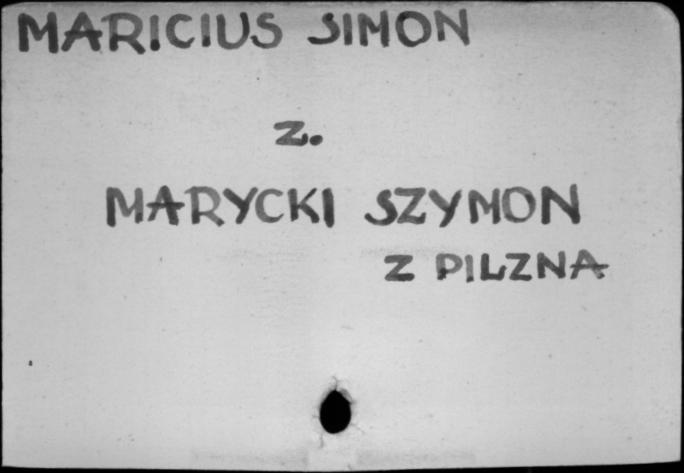 MARICIUS SIMON
z.
MARYCKI SZYMON
Z PILZNA